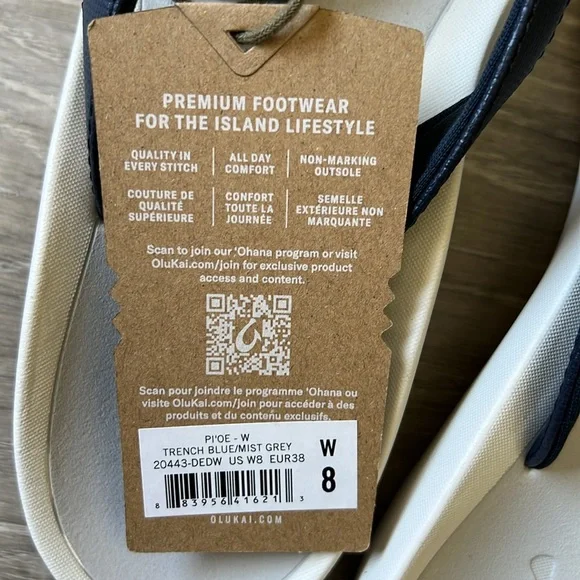 PREMIUM FOOTWEAR
FOR THE ISLAND LIFESTYLE
QUALITY IN
EVERY STITCH
ALL DAY
COMFORT
NON-MARKING
OUTSOLE
COUTURE DE
QUALITÉ
SUPÉRIEURE
CONFORT
TOUTE LA
JOURNÉE
SEMELLE
EXTÉRIEURE NON
MARQUANTE
Scan to join our ‘Ohana program or visit
OluKai.com/join for exclusive product
access and content.
Scan pour joindre le programme ‘Ohana ou
visite OluKai.com/join pour accéder à des
produits et du contenu exclusifs.
PI'OE - W
TRENCH BLUE/MIST GREY
20443-DEDW US W8 EUR38
W
8
8 83956 41621 3
OLUKAI.COM